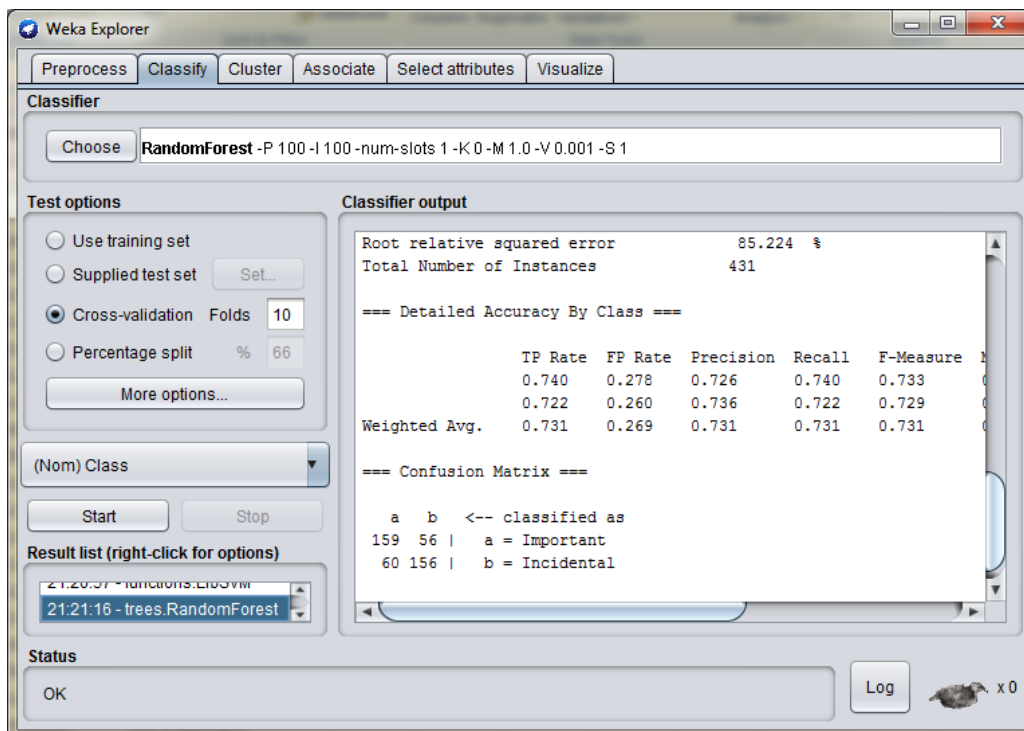 Weka Explorer
Preprocess Classify Cluster Associate Select attributes Visualize
Classifier
Choose RandomForest -P 100 -I 100 -num-slots 1 -K 0 -M 1.0 -V 0.001 -S 1
Test options
Use training set
Supplied test set Set...
Cross-validation Folds 10
Percentage split % 66
More options...
(Nom) Class
Start Stop
Result list (right-click for options)
21:21:16 - trees.RandomForest
Classifier output
Root relative squared error 85.224 %
Total Number of Instances 431
=== Detailed Accuracy By Class ===
TP Rate FP Rate Precision Recall F-Measure
0.740 0.278 0.726 0.740 0.733
0.722 0.260 0.736 0.722 0.729
Weighted Avg. 0.731 0.269 0.731 0.731 0.731
=== Confusion Matrix ===
a b <-- classified as
159 56 | a = Important
60 156 | b = Incidental
Status
OK
Log
x 0